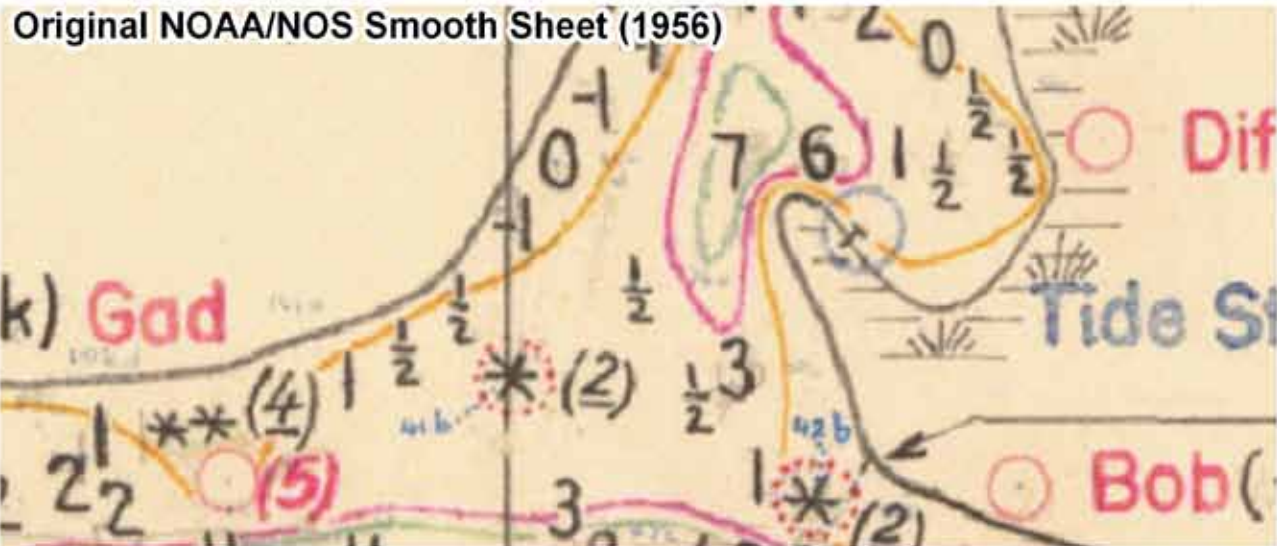 Original NOAA/NOS Smooth Sheet (1956)
2 0
-1
1/2
0 7 6 1 1/2 1/2
-1
k) Gad 1/2 1/2 Tide St
1/2 1 (4) (2) 1/2 3
41b
42b
1
2 2 (5) 1 Bob (
3 (2)
Dif